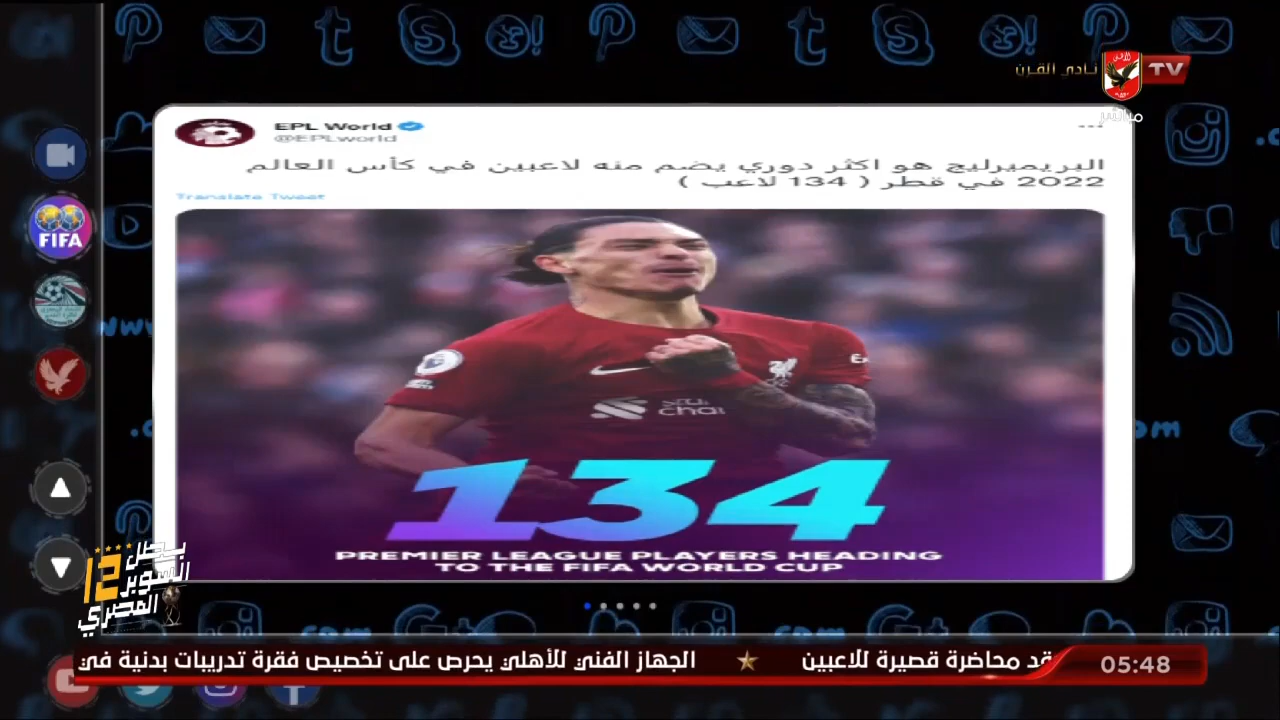 نادي القرن
TV
مباشر
EPL World
@EPLworld
البريميرليج هو اكثر دوري يضم منه لاعبين في كأس العالم
2022 في قطر ( 134 لاعب )
Translate Tweet
FIFA
134
PREMIER LEAGUE PLAYERS HEADING
TO THE FIFA WORLD CUP
بطل
السوبر 12
المصري
قد محاضرة قصيرة للاعبين ★ الجهاز الفني للأهلي يحرص على تخصيص فقرة تدريبات بدنية في
05:48